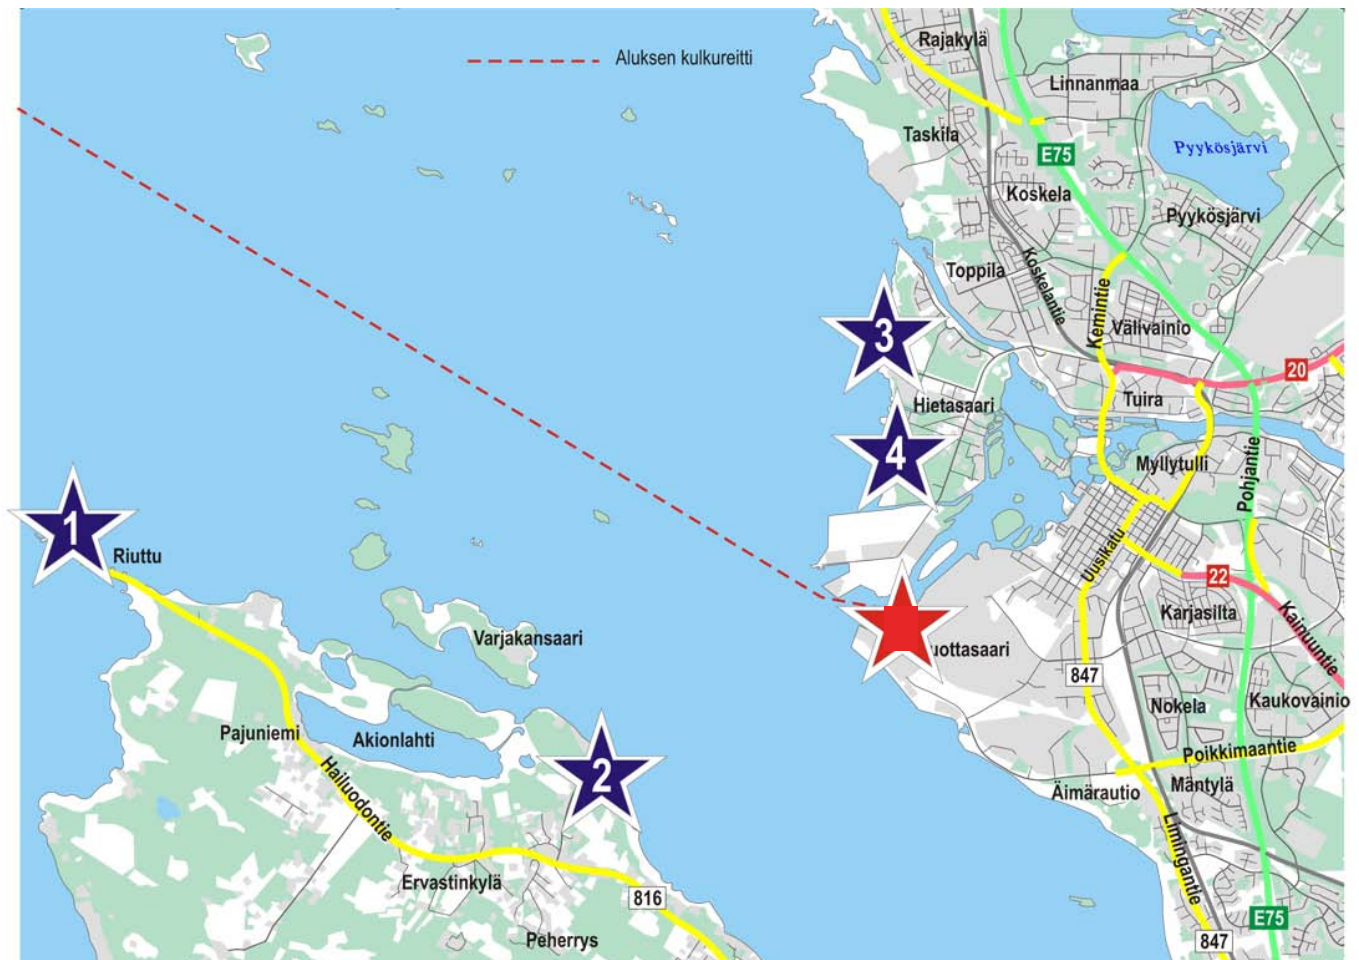 Rajakylä
Aluksen kulkureitti
Linnanmaa
Taskila
E75
Pyykösjärvi
Koskela
Pyykösjärvi
Toppila
Koskelantie
Kemintie
Välivainio
3
20
Tuira
Hietasaari
4
Myllytulli
Pohjantie
1
Riuttu
Uusikatu
22
Karjasilta
Kainuuntie
Varjakansaari
uottasaari
847
Nokela
Kaukovainio
Pajuniemi
Akionlahti
Poikkimaantie
2
Äimärautio
Mäntylä
Hailuodontie
Limingantie
Ervastinkylä
816
E75
Peherrys
847